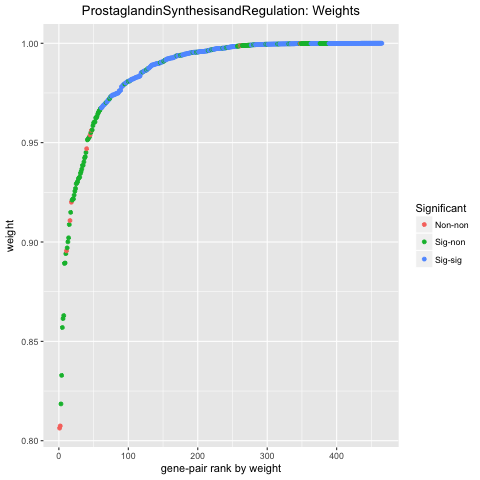 ProstaglandinSynthesisandRegulation: Weights
1.00
0.95
0.90
0.85
0.80
weight
0
100
200
300
400
gene-pair rank by weight
Significant
Non-non
Sig-non
Sig-sig